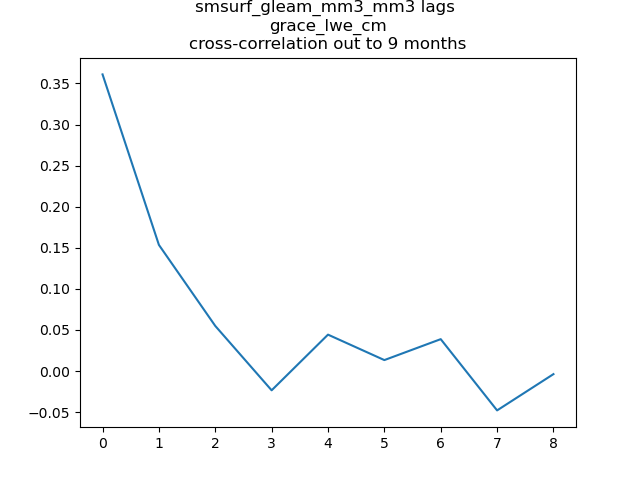 smsurf_gleam_mm3_mm3 lags
grace_lwe_cm
cross-correlation out to 9 months
0.35
0.30
0.25
0.20
0.15
0.10
0.05
0.00
−0.05
0 1 2 3 4 5 6 7 8